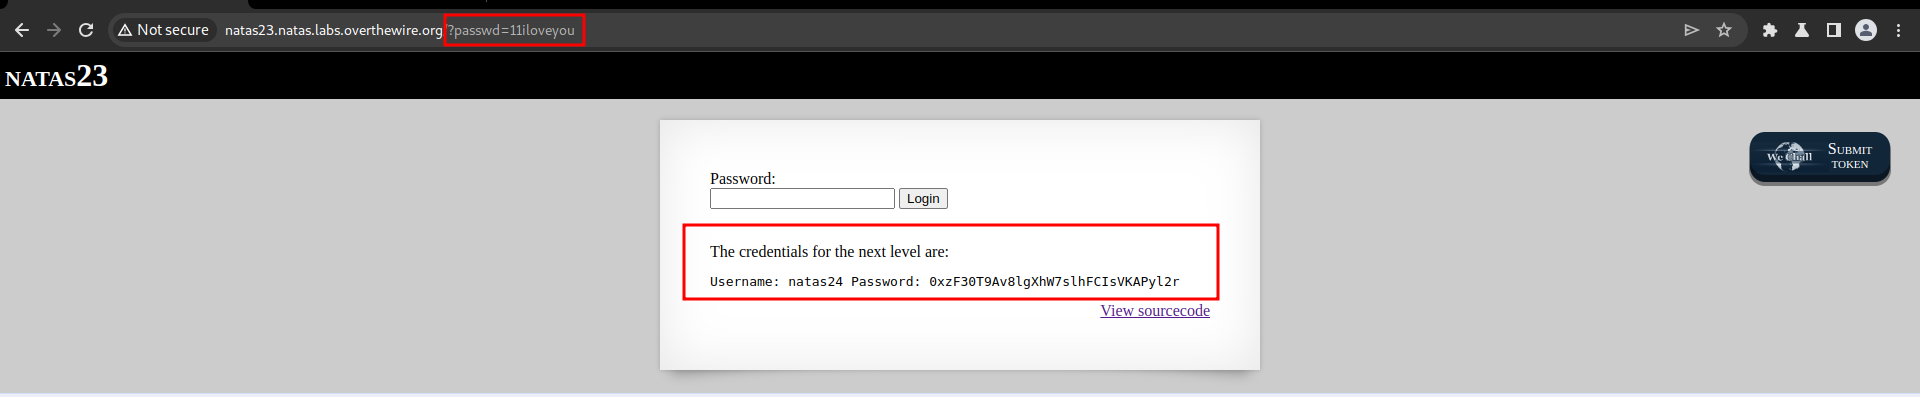 Not secure natas23.natas.labs.overthewire.org/?passwd=11iloveyou
NATAS23
We Chall SUBMIT TOKEN
Password:
Login
The credentials for the next level are:
Username: natas24 Password: 0xzF30T9Av8lgXhW7slhFCIsVKAPyl2r
View sourcecode